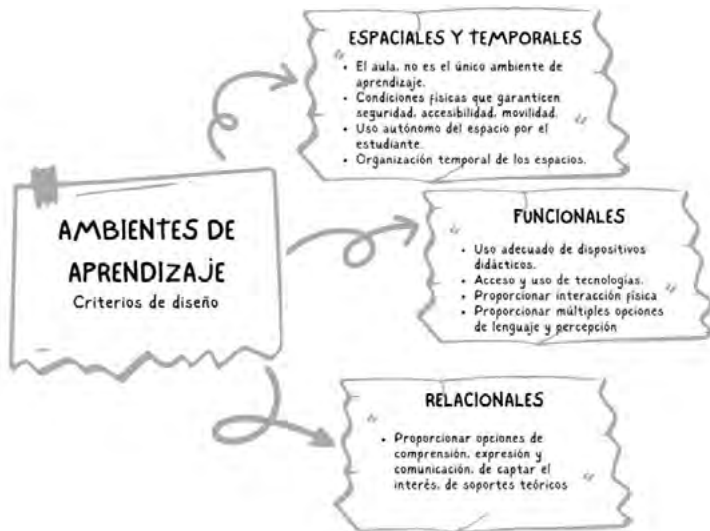 ESPACIALES Y TEMPORALES
• El aula, no es el único ambiente de
aprendizaje.
• Condiciones físicas que garanticen
seguridad, accesibilidad, movilidad.
• Uso autónomo del espacio por el
estudiante.
• Organización temporal de los espacios.
AMBIENTES DE
APRENDIZAJE
Criterios de diseño
FUNCIONALES
• Uso adecuado de dispositivos
didácticos.
• Acceso y uso de tecnologías.
• Proporcionar interacción física
• Proporcionar múltiples opciones
de lenguaje y percepción
RELACIONALES
• Proporcionar opciones de
comprensión, expresión y
comunicación, de captar el
interés, de soportes teóricos